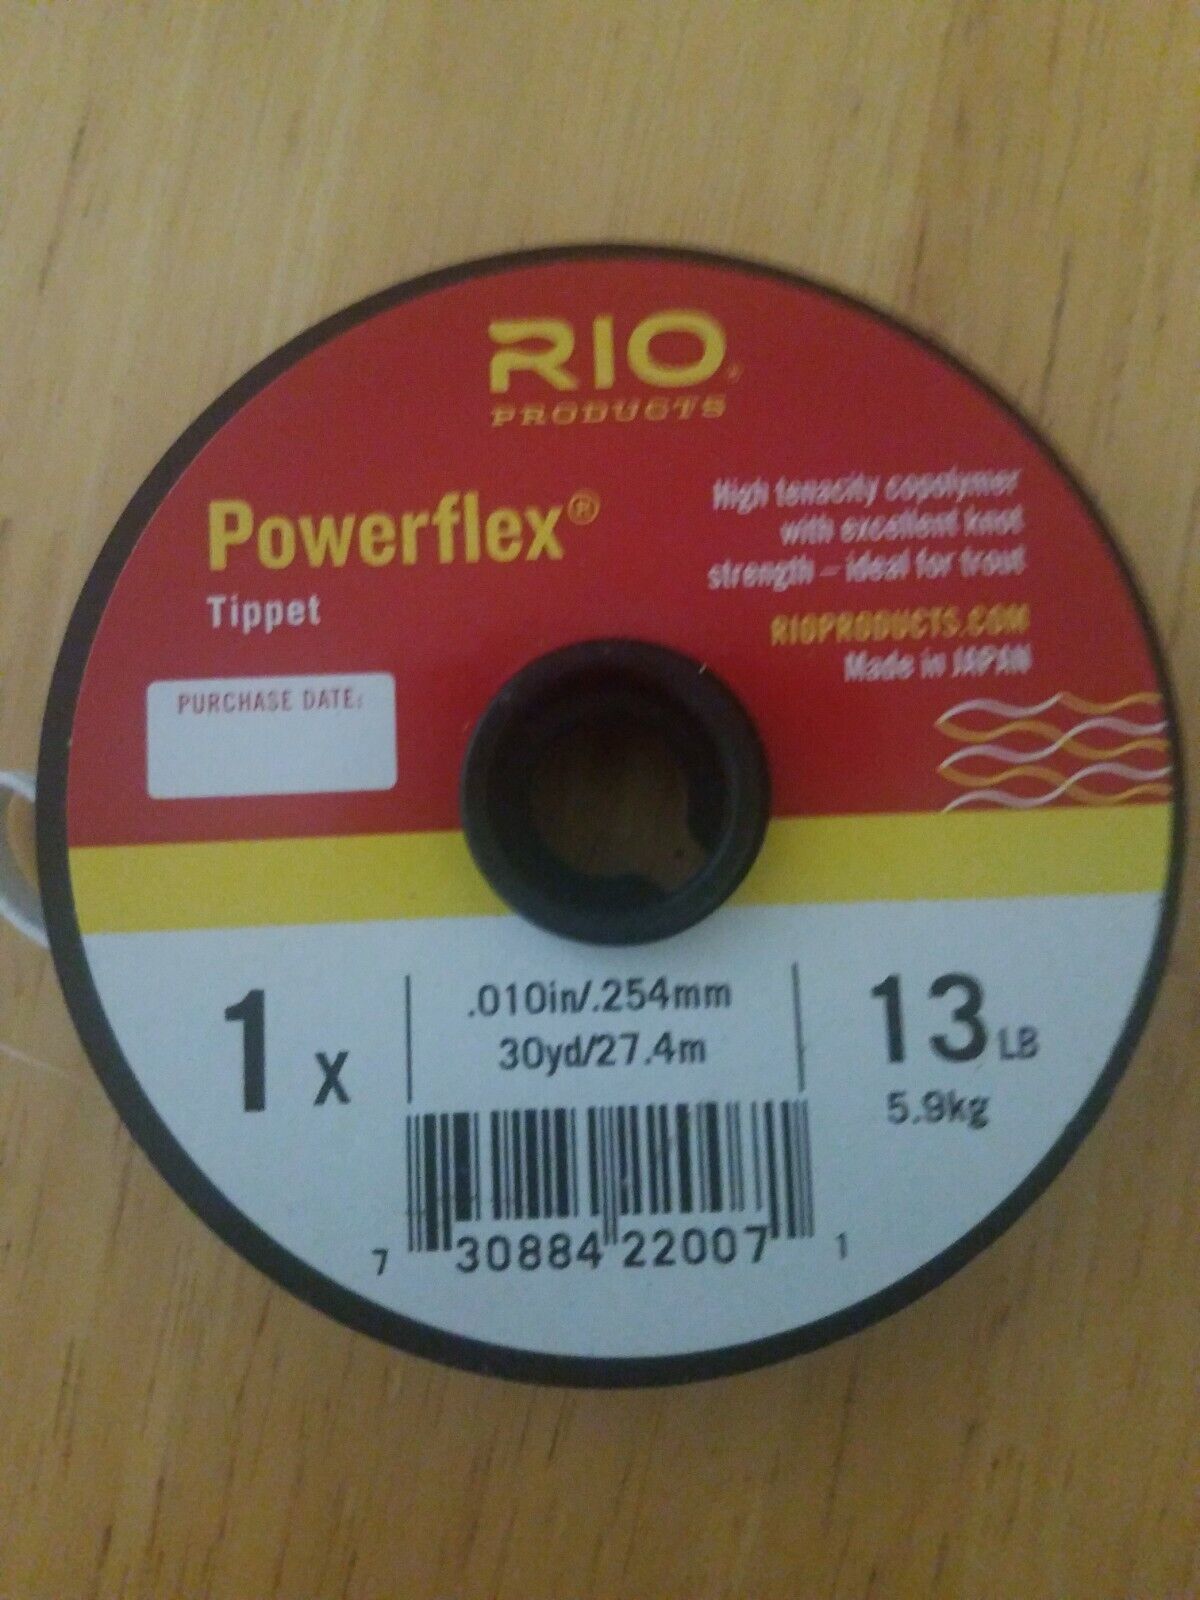 RIO®
PRODUCTS
Powerflex®
Tippet
High tenacity copolymer
with excellent knot
strength – ideal for trout
RIOPRODUCTS.COM
Made in JAPAN
PURCHASE DATE:
1 x
.010in/.254mm
30yd/27.4m
13 LB
5.9kg
7 30884 22007 1